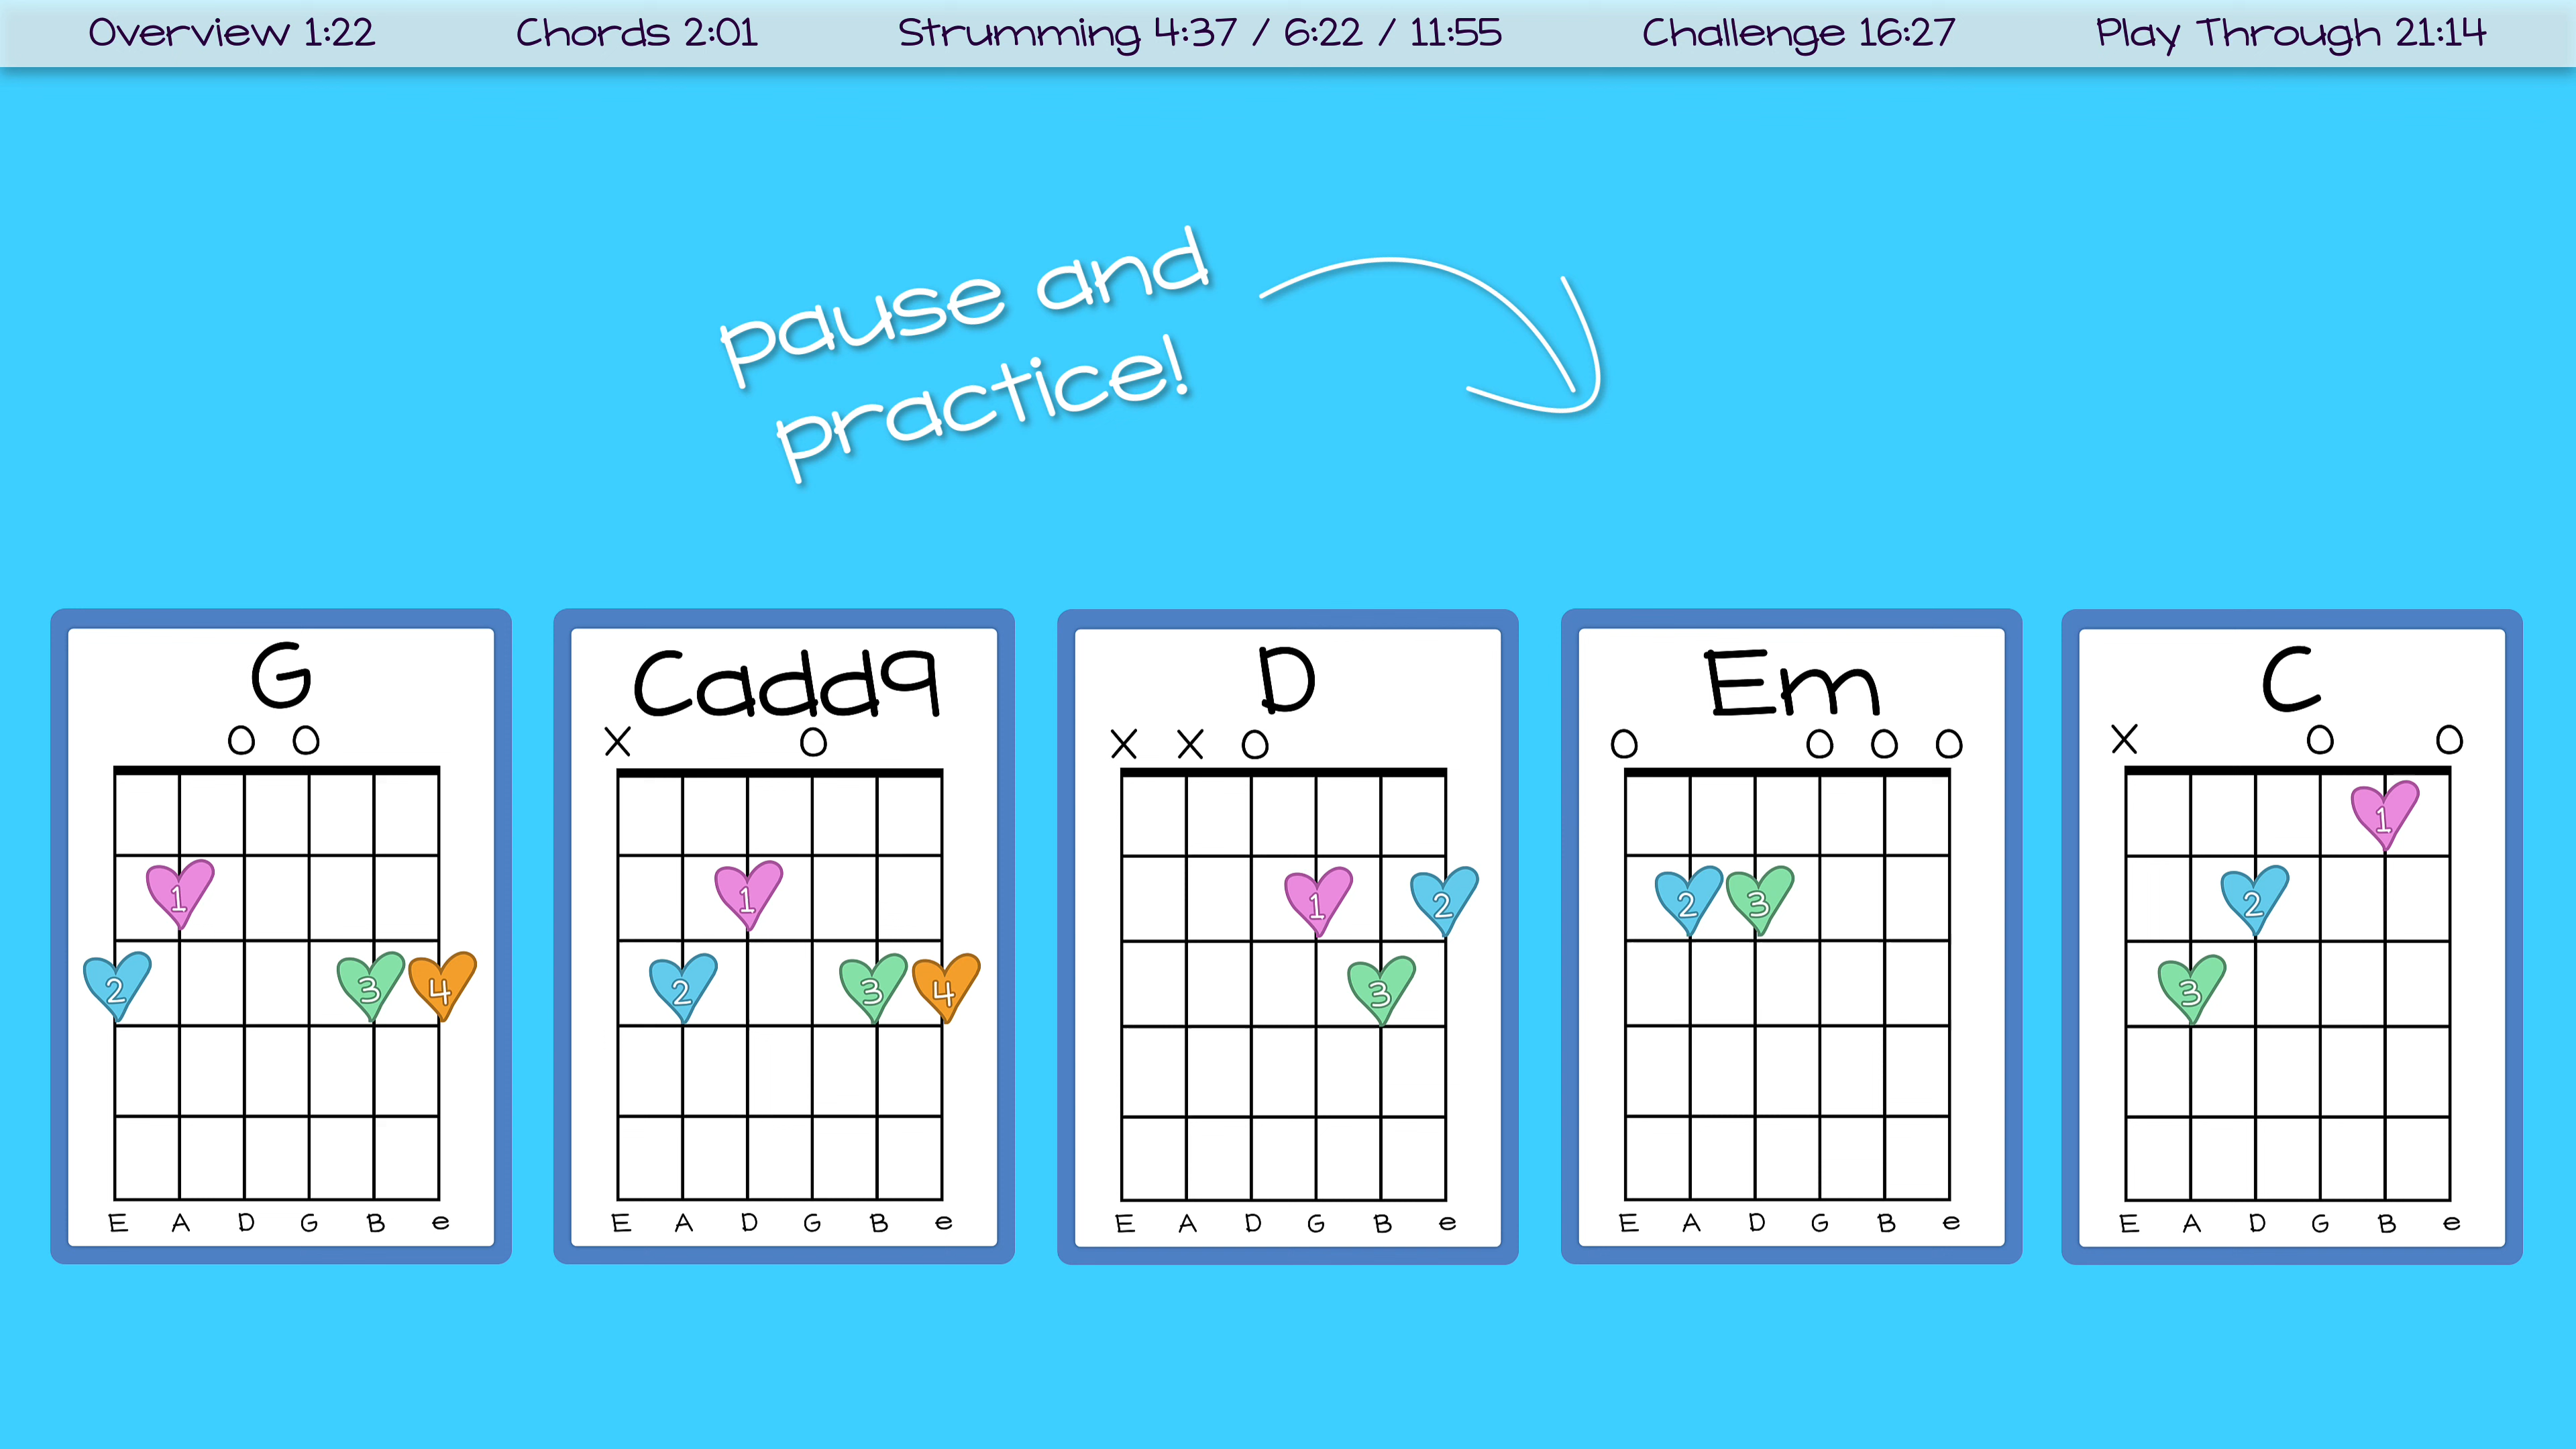 Overview 1:22 Chords 2:01 Strumming 4:37 / 6:22 / 11:55 Challenge 16:27 Play Through 21:14
pause and
practice!
G
O O
1
2 3 4
E A D G B e
Cadd9
X O
1
2 3 4
E A D G B e
D
X X O
1 2
3
E A D G B e
Em
O O O O
2 3
E A D G B e
C
X O O
1
2
3
E A D G B e